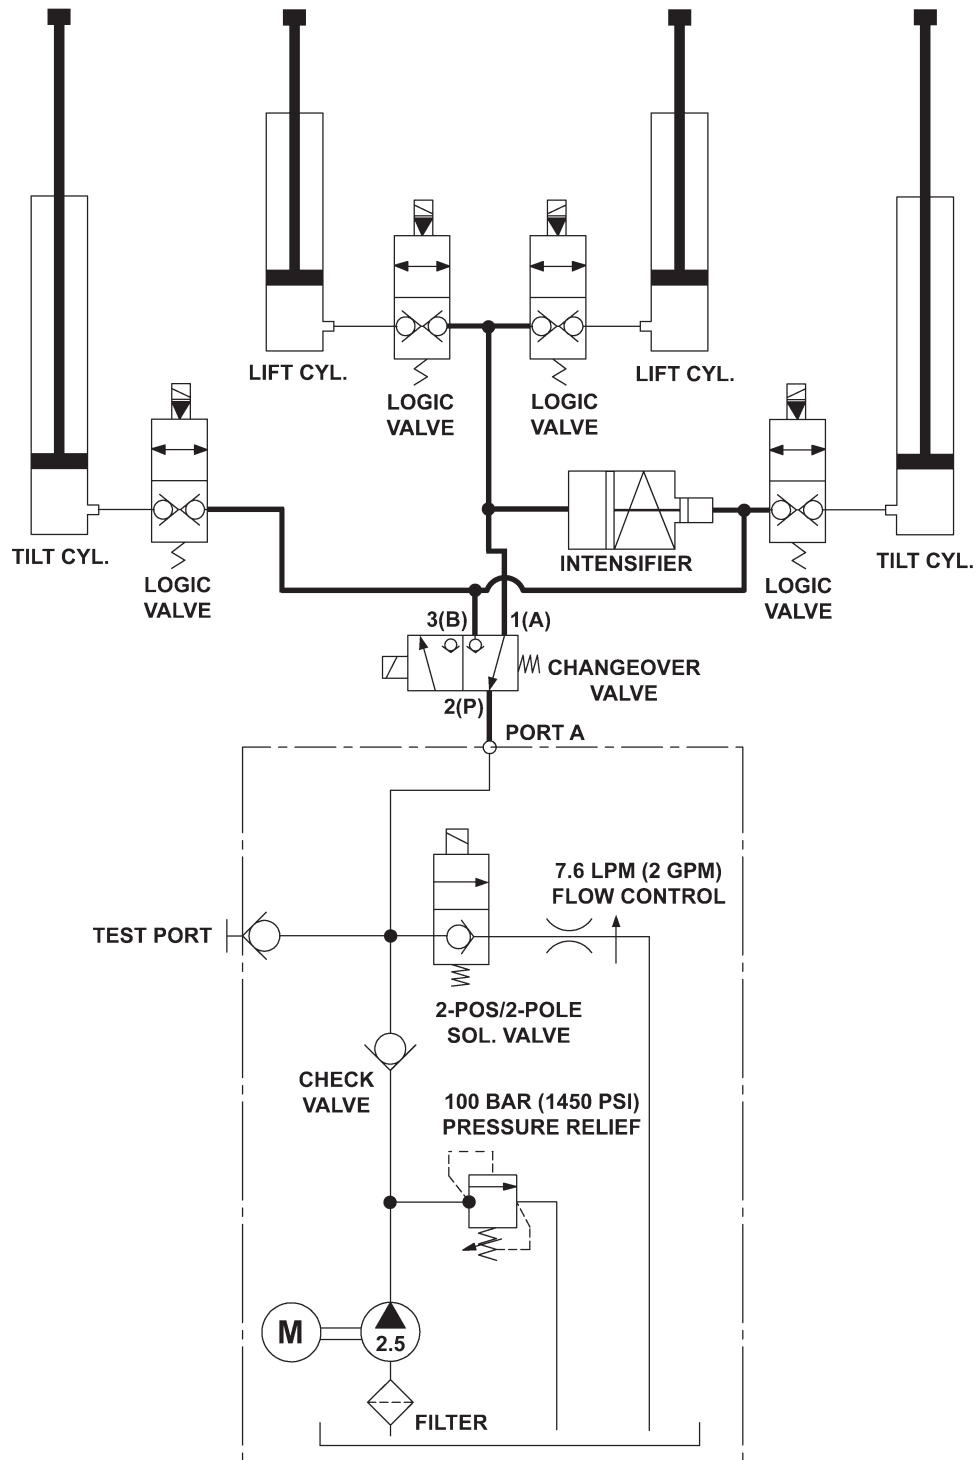 LIFT CYL.
LIFT CYL.
LOGIC
VALVE
LOGIC
VALVE
TILT CYL.
LOGIC
VALVE
INTENSIFIER
LOGIC
VALVE
TILT CYL.
3(B)
1(A)
CHANGEOVER
VALVE
2(P)
PORT A
7.6 LPM (2 GPM)
FLOW CONTROL
TEST PORT
2-POS/2-POLE
SOL. VALVE
CHECK
VALVE
100 BAR (1450 PSI)
PRESSURE RELIEF
M
2.5
FILTER